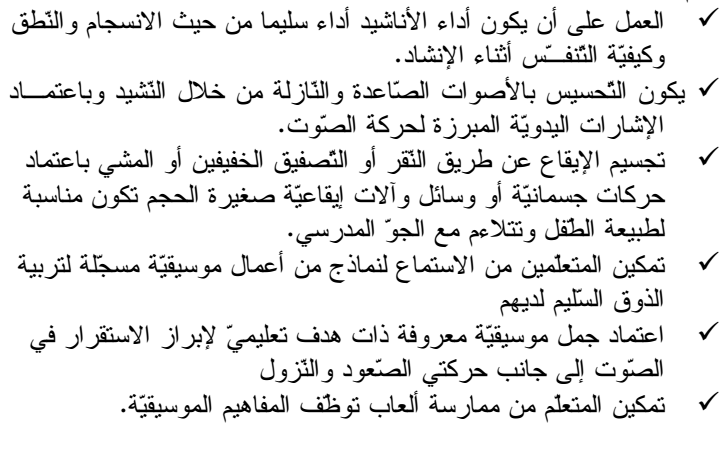 ✓ العمل على أن يكون أداء الأناشيد أداء سليما من حيث الانسجام والنّطق
وكيفيّة التّنفـّس أثناء الإنشاد.
✓ يكون التّحسيس بالأصوات الصّاعدة والنّازلة من خلال النّشيد وباعتمـــاد
الإشارات اليدويّة المبرزة لحركة الصّوت.
✓ تجسيم الإيقاع عن طريق النّقر أو التّصفيق الخفيفين أو المشي باعتماد
حركات جسمانيّة أو وسائل وآلات إيقاعيّة صغيرة الحجم تكون مناسبة
لطبيعة الطّفل وتتلاءم مع الجوّ المدرسي.
✓ تمكين المتعلّمين من الاستماع لنماذج من أعمال موسيقيّة مسجّلة لتربية
الذوق السّليم لديهم
✓ اعتماد جمل موسيقيّة معروفة ذات هدف تعليميّ لإبراز الاستقرار في
الصّوت إلى جانب حركتي الصّعود والنّزول
✓ تمكين المتعلّم من ممارسة ألعاب توظّف المفاهيم الموسيقيّة.